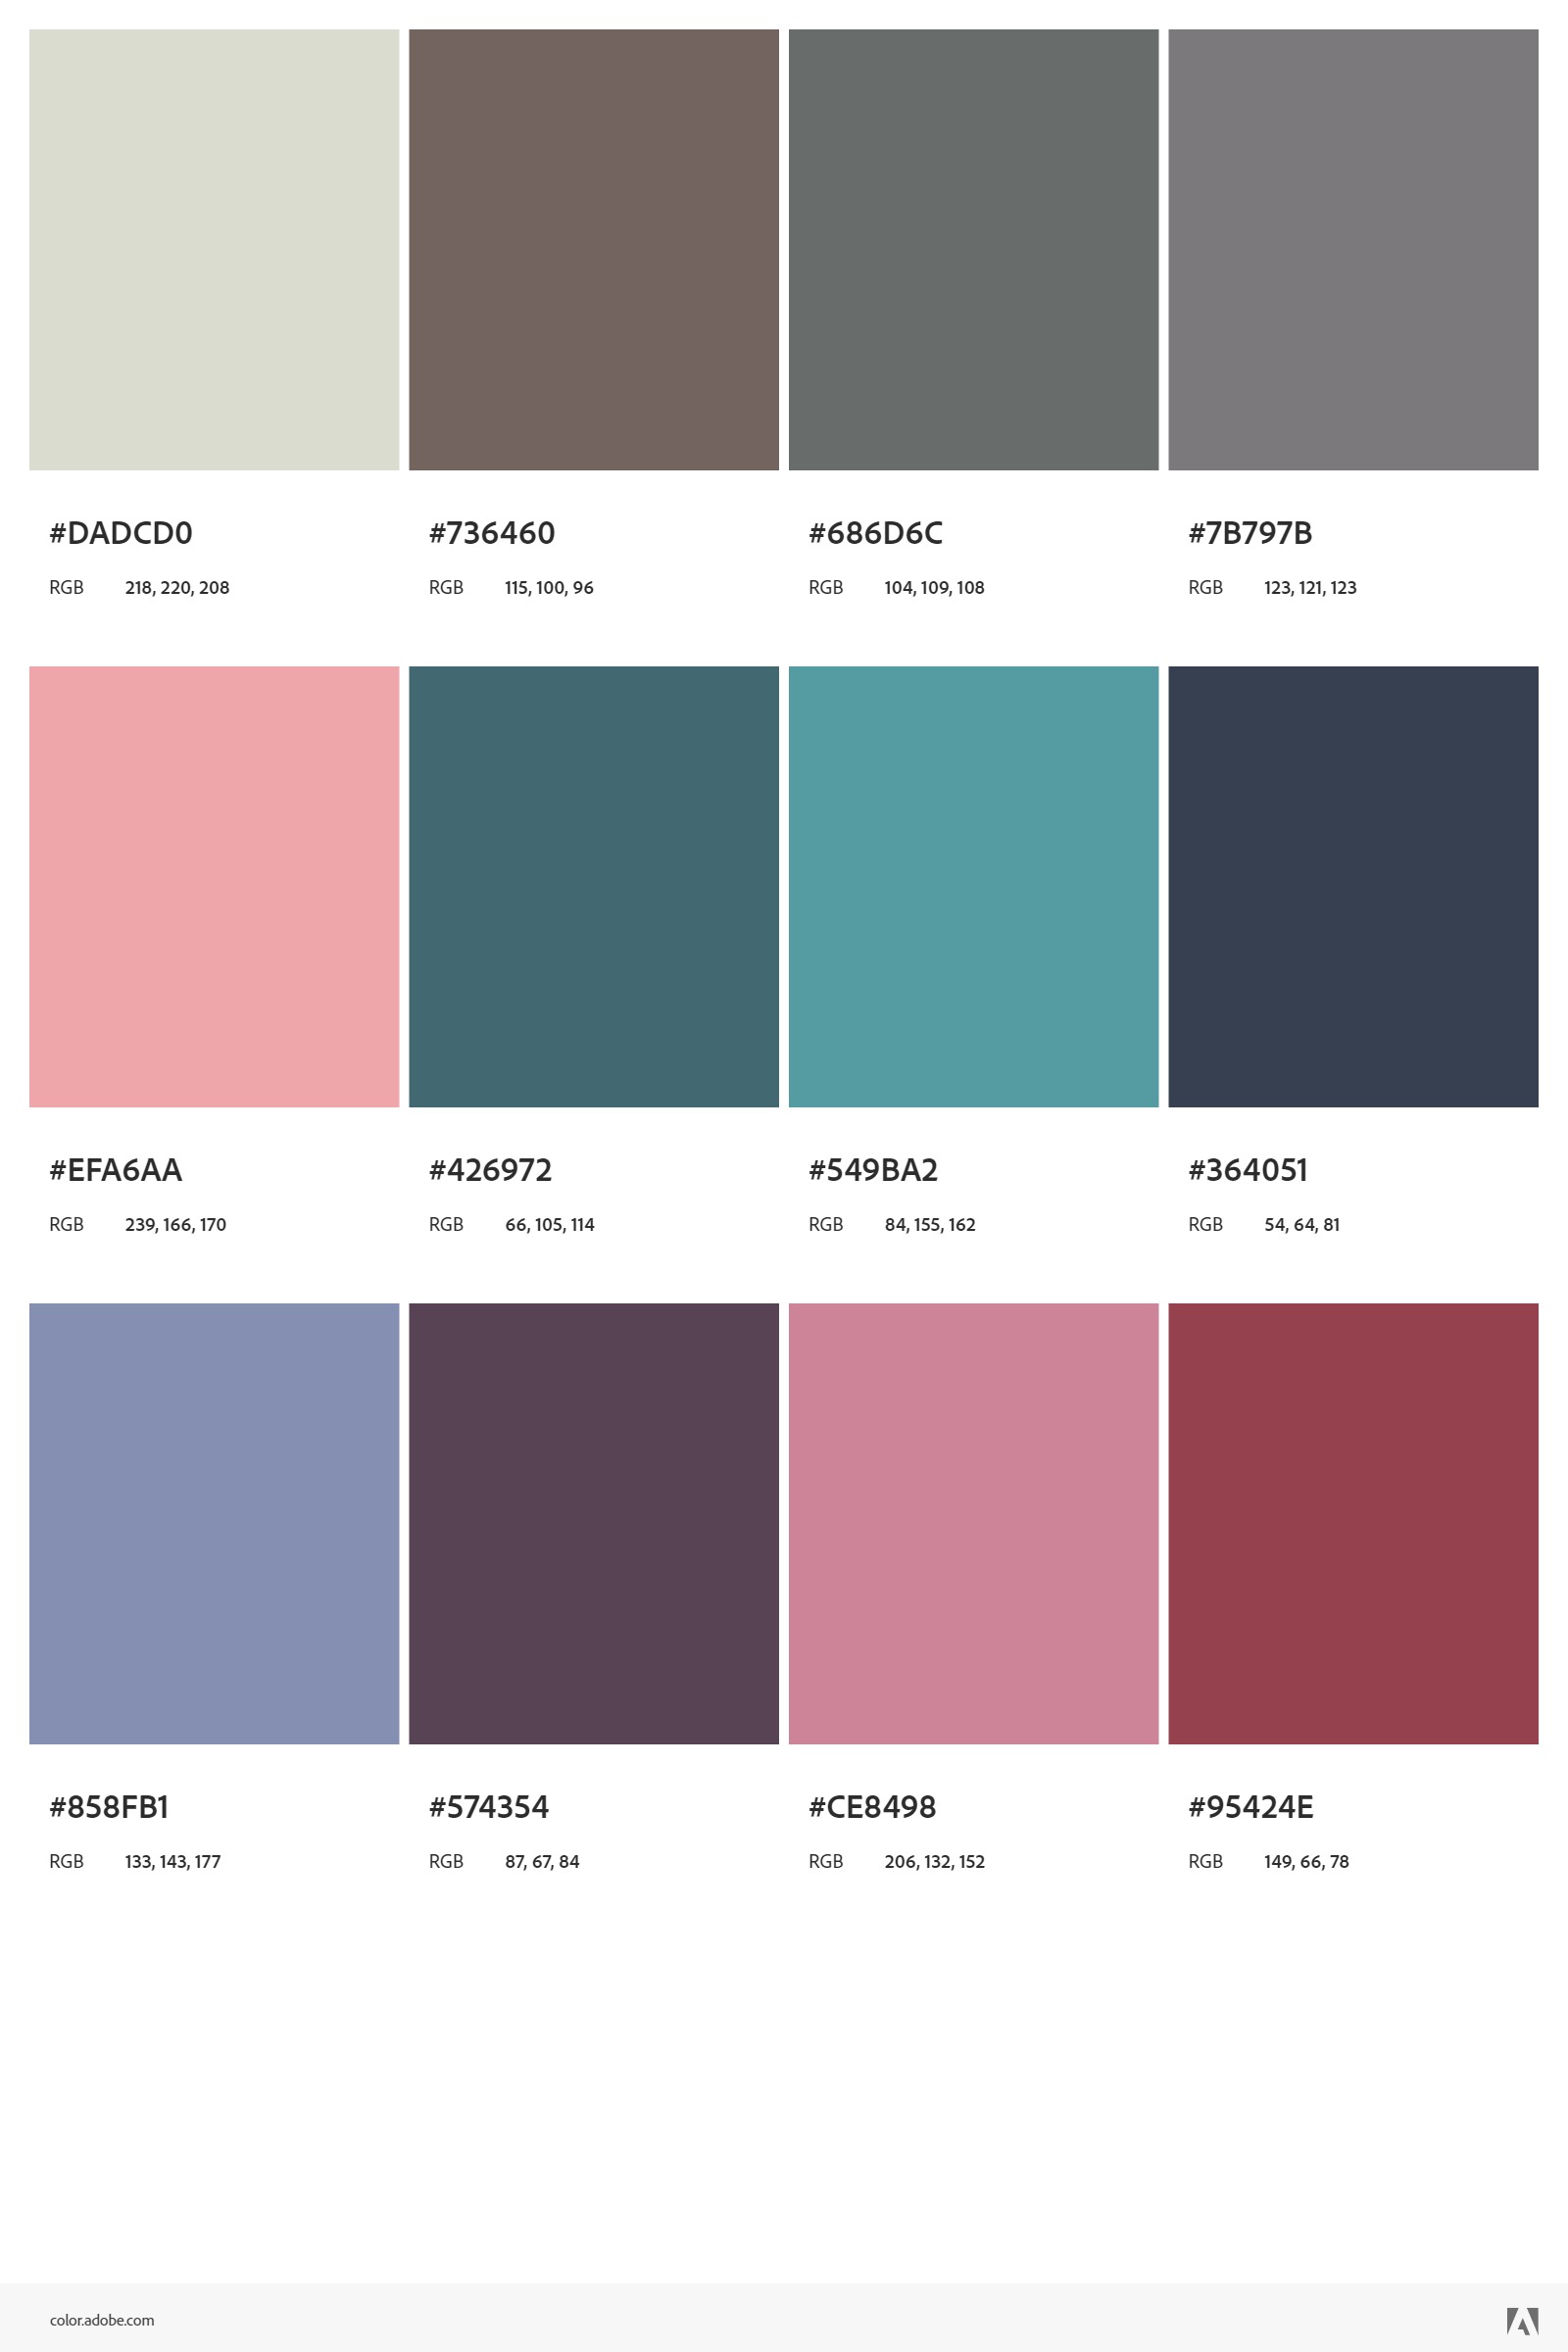 #DADCD0 #736460 #686D6C #7B797B
RGB 218, 220, 208 RGB 115, 100, 96 RGB 104, 109, 108 RGB 123, 121, 123
#EFA6AA #426972 #549BA2 #364051
RGB 239, 166, 170 RGB 66, 105, 114 RGB 84, 155, 162 RGB 54, 64, 81
#858FB1 #574354 #CE8498 #95424E
RGB 133, 143, 177 RGB 87, 67, 84 RGB 206, 132, 152 RGB 149, 66, 78
color.adobe.com